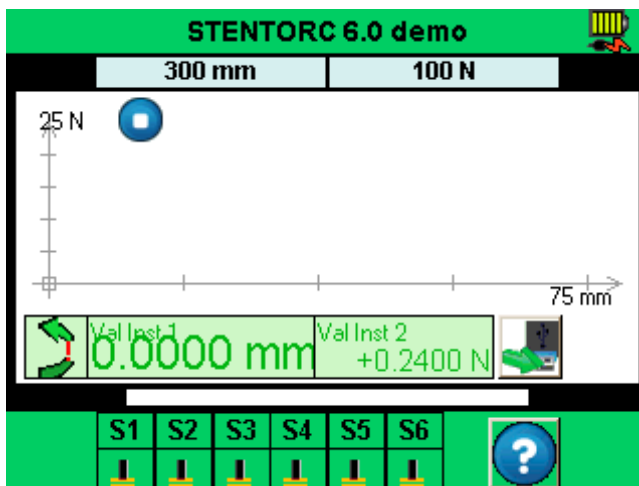 STENTORC 6.0 demo
300 mm 100 N
25 N
75 mm
Val Inst 1 Val Inst 2
0.0000 mm +0.2400 N
S1 S2 S3 S4 S5 S6
?